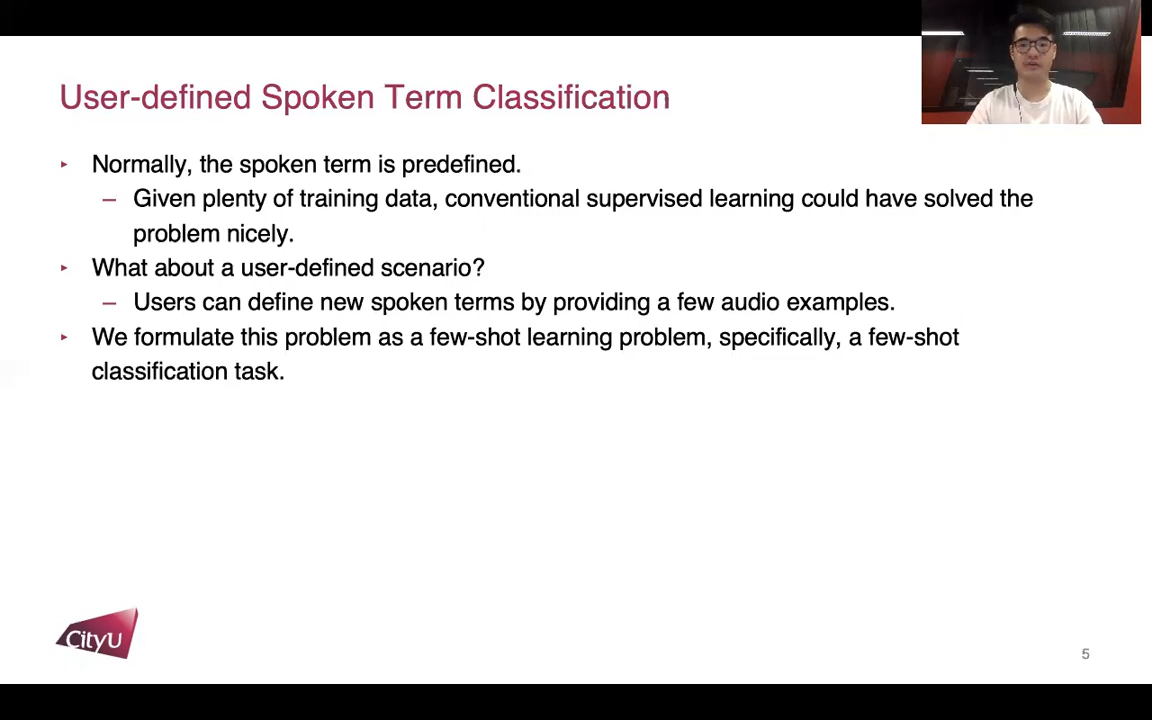 User-defined Spoken Term Classification
‣ Normally, the spoken term is predefined.
– Given plenty of training data, conventional supervised learning could have solved the
problem nicely.
‣ What about a user-defined scenario?
– Users can define new spoken terms by providing a few audio examples.
‣ We formulate this problem as a few-shot learning problem, specifically, a few-shot
classification task.
CityU
5